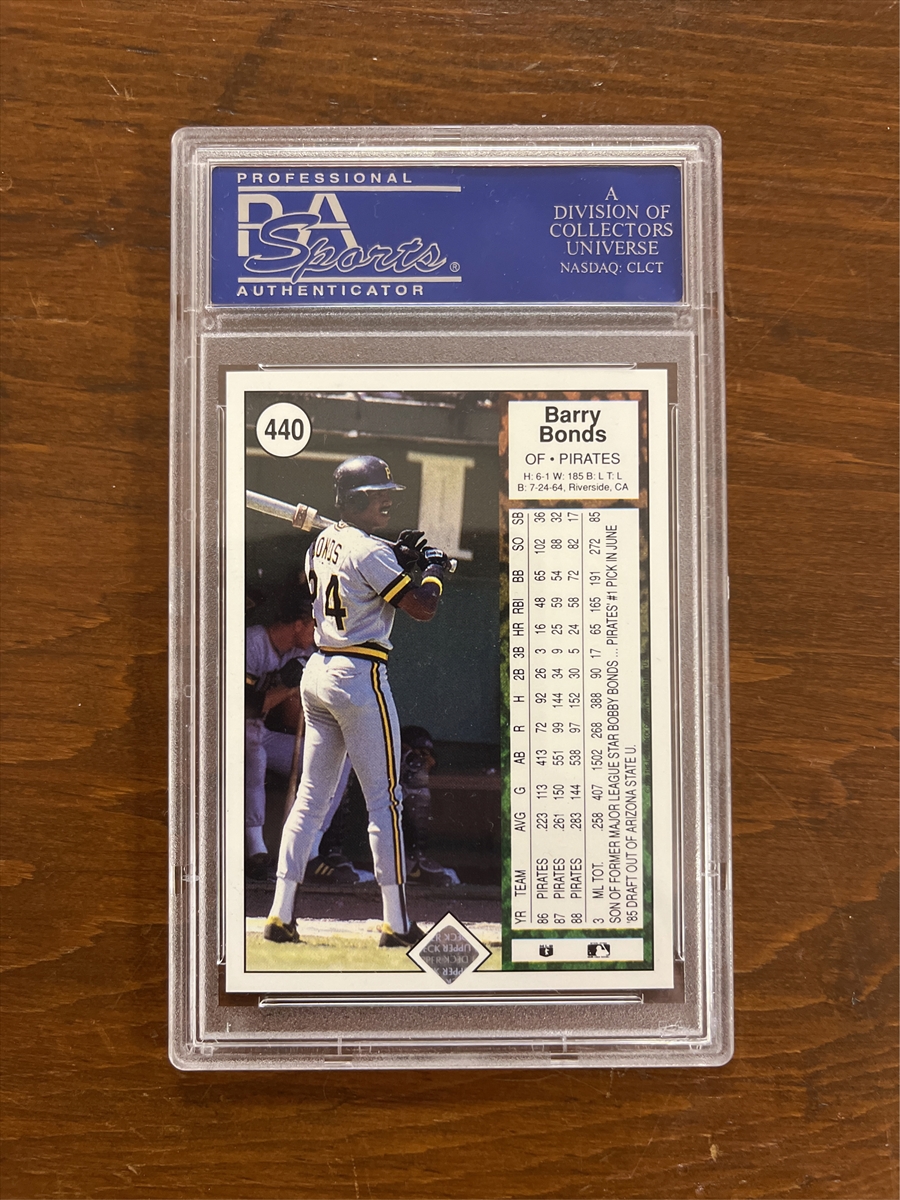 PROFESSIONAL
PSA
Sports®
AUTHENTICATOR
A
DIVISION OF
COLLECTORS
UNIVERSE
NASDAQ: CLCT
440
Barry
Bonds
OF • PIRATES
H: 6-1 W: 185 B: L T: L
B: 7-24-64, Riverside, CA
P
ONDS
24
YR TEAM AVG G AB R H 2B 3B HR RBI BB SO SB
86 PIRATES .223 113 413 72 92 26 3 16 48 65 102 36
87 PIRATES .261 150 551 99 144 34 9 25 59 54 88 32
88 PIRATES .283 144 538 97 152 30 5 24 58 72 82 17
3 ML TOT. .258 407 1502 268 388 90 17 65 165 191 272 85
SON OF FORMER MAJOR LEAGUE STAR BOBBY BONDS ... PIRATES' #1 PICK IN JUNE
'85 DRAFT OUT OF ARIZONA STATE U.
UPPER DECK